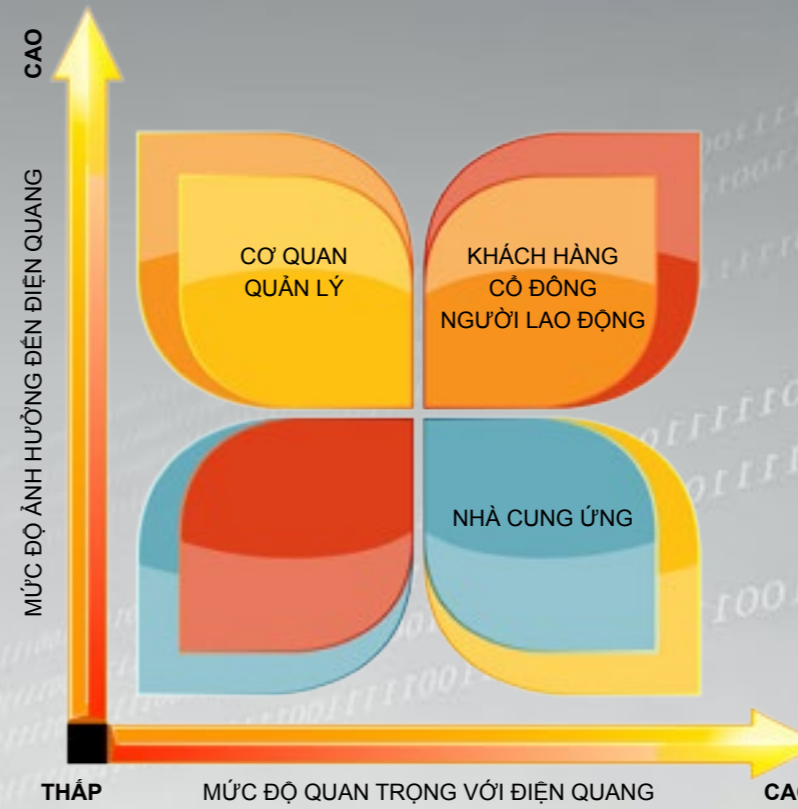 CAO
MỨC ĐỘ ẢNH HƯỞNG ĐẾN ĐIỆN QUANG
CƠ QUAN
QUẢN LÝ
KHÁCH HÀNG
CỔ ĐÔNG
NGƯỜI LAO ĐỘNG
NHÀ CUNG ỨNG
THẤP
MỨC ĐỘ QUAN TRỌNG VỚI ĐIỆN QUANG